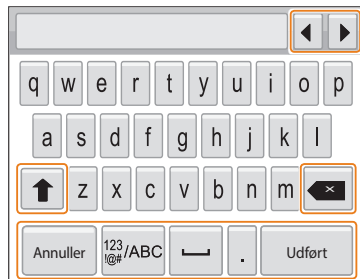 q w e r t y u i o p
a s d f g h j k l
z x c v b n m ×
Annuller 123 !@# /ABC . Udført